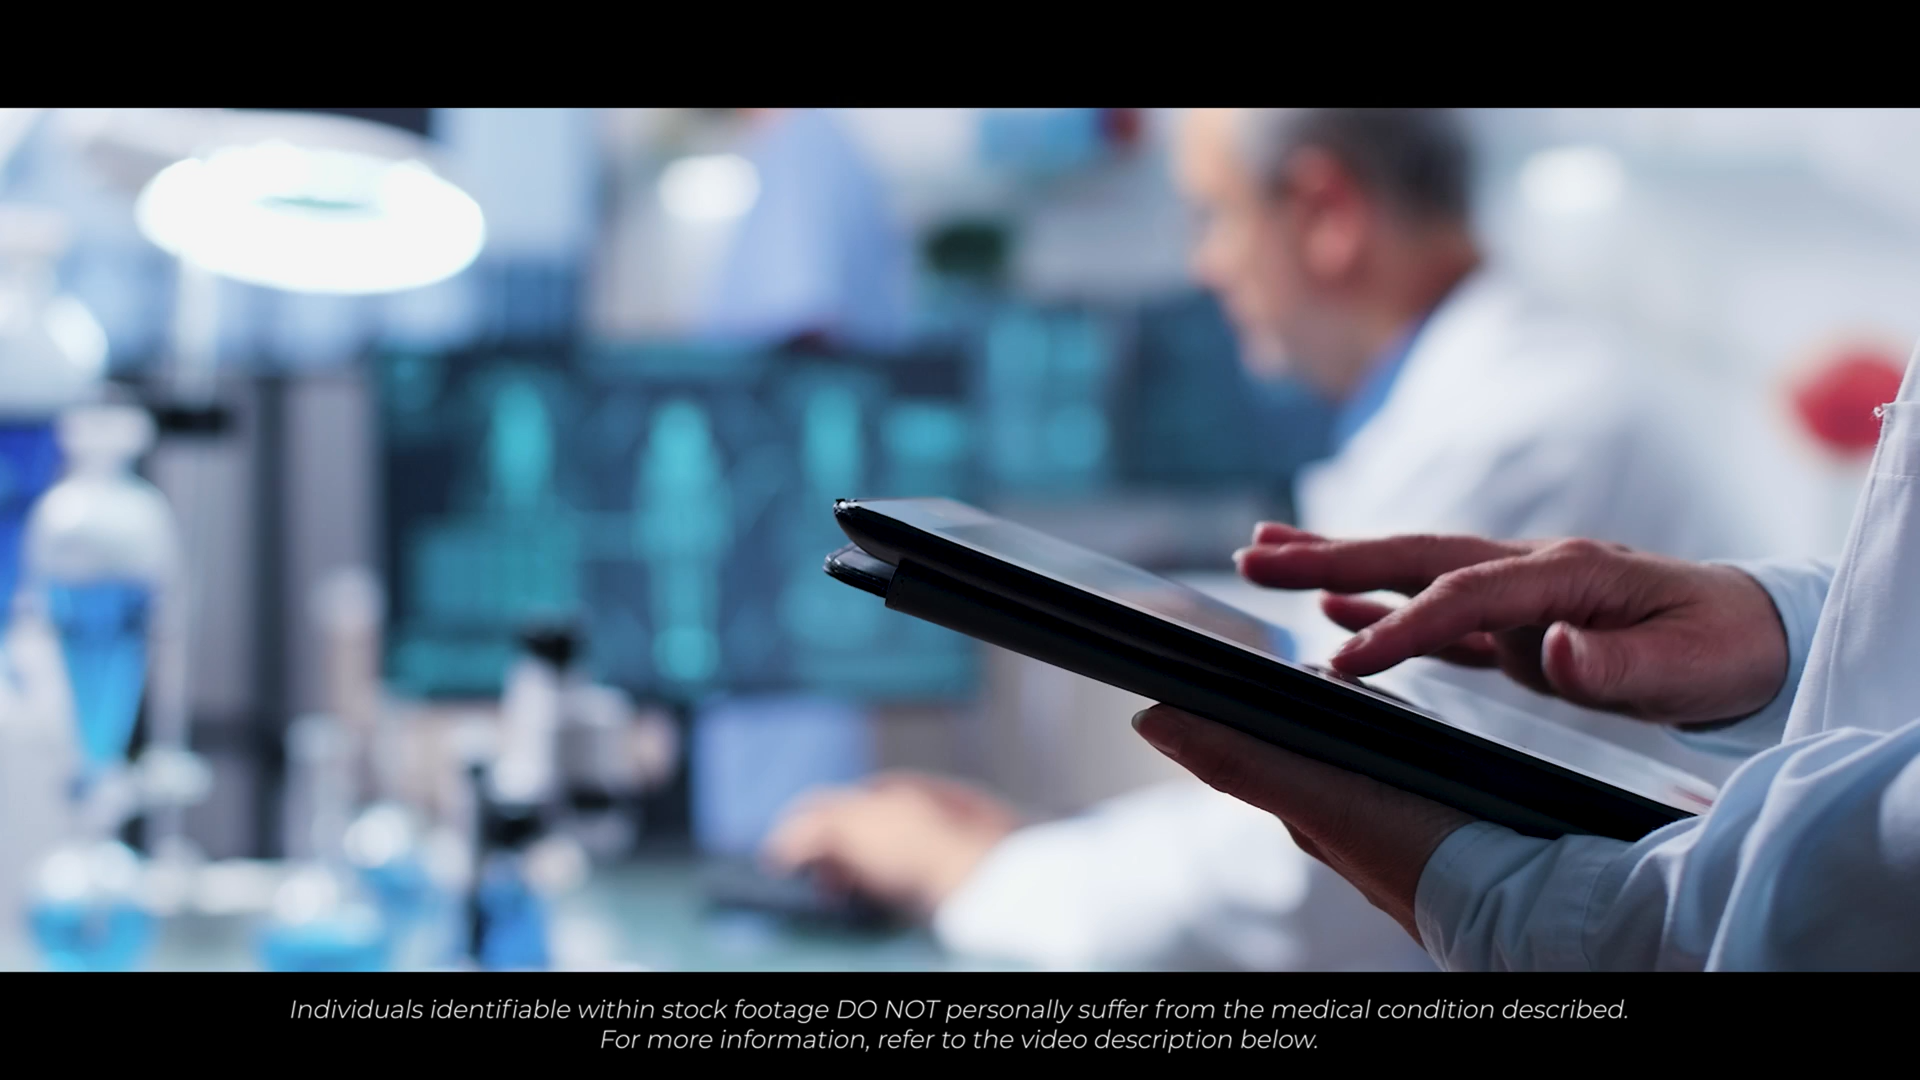 Individuals identifiable within stock footage DO NOT personally suffer from the medical condition described.
For more information, refer to the video description below.